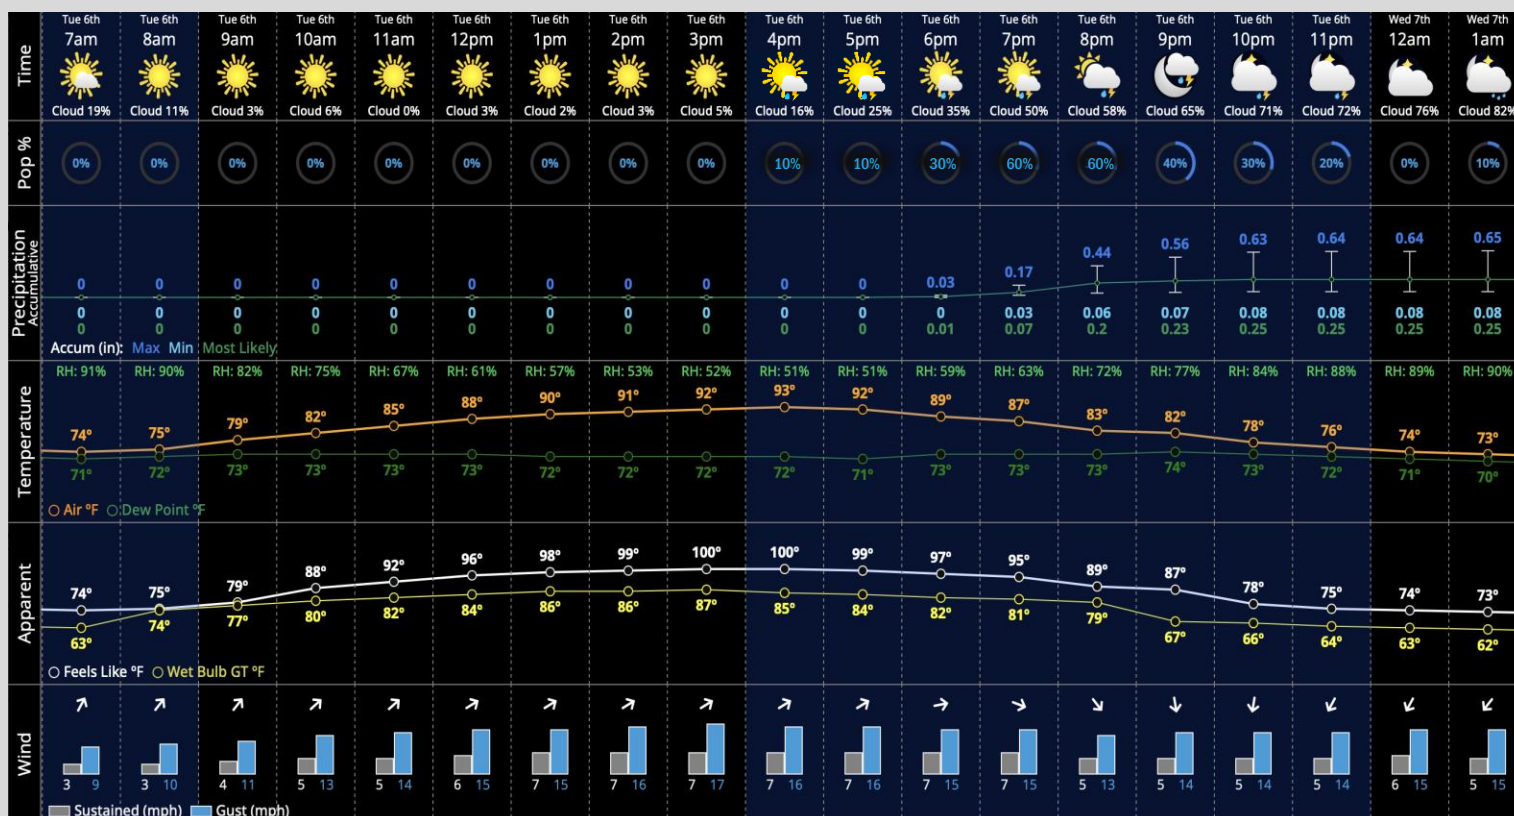 Tue 6th Tue 6th Tue 6th Tue 6th Tue 6th Tue 6th Tue 6th Tue 6th Tue 6th Tue 6th Tue 6th Tue 6th Tue 6th Tue 6th Tue 6th Tue 6th Tue 6th Wed 7th Wed 7th
Time
7am 8am 9am 10am 11am 12pm 1pm 2pm 3pm 4pm 5pm 6pm 7pm 8pm 9pm 10pm 11pm 12am 1am
Cloud 19% Cloud 11% Cloud 3% Cloud 6% Cloud 0% Cloud 3% Cloud 2% Cloud 3% Cloud 5% Cloud 16% Cloud 25% Cloud 35% Cloud 50% Cloud 58% Cloud 65% Cloud 71% Cloud 72% Cloud 76% Cloud 82%
Pop %
0% 0% 0% 0% 0% 0% 0% 0% 0% 10% 10% 30% 60% 60% 40% 30% 20% 0% 10%
Precipitation
Accumulative
0 0 0 0 0 0 0 0 0 0 0 0.03 0.17 0.44 0.56 0.63 0.64 0.64 0.65
0 0 0 0 0 0 0 0 0 0 0 0 0.03 0.06 0.07 0.08 0.08 0.08 0.08
0 0 0 0 0 0 0 0 0 0 0 0.01 0.07 0.2 0.23 0.25 0.25 0.25 0.25
Accum (in): Max Min Most Likely
Temperature
RH: 91% RH: 90% RH: 82% RH: 75% RH: 67% RH: 61% RH: 57% RH: 53% RH: 52% RH: 51% RH: 51% RH: 59% RH: 63% RH: 72% RH: 77% RH: 84% RH: 88% RH: 89% RH: 90%
74° 75° 79° 82° 85° 88° 90° 91° 92° 93° 92° 89° 87° 83° 82° 78° 76° 74° 73°
71° 72° 73° 73° 73° 73° 72° 72° 72° 72° 71° 73° 73° 73° 74° 73° 72° 71° 70°
Air °F Dew Point °F
Apparent
74° 75° 79° 88° 92° 96° 98° 99° 100° 100° 99° 97° 95° 89° 87° 78° 75° 74° 73°
63° 74° 77° 80° 82° 84° 86° 86° 87° 85° 84° 82° 81° 79° 67° 66° 64° 63° 62°
Feels Like °F Wet Bulb GT °F
Wind
3 9 3 10 4 11 5 13 5 14 6 15 7 15 7 16 7 17 7 16 7 16 7 15 7 15 5 13 5 14 5 14 5 14 6 15 5 15
Sustained (mph) Gust (mph)